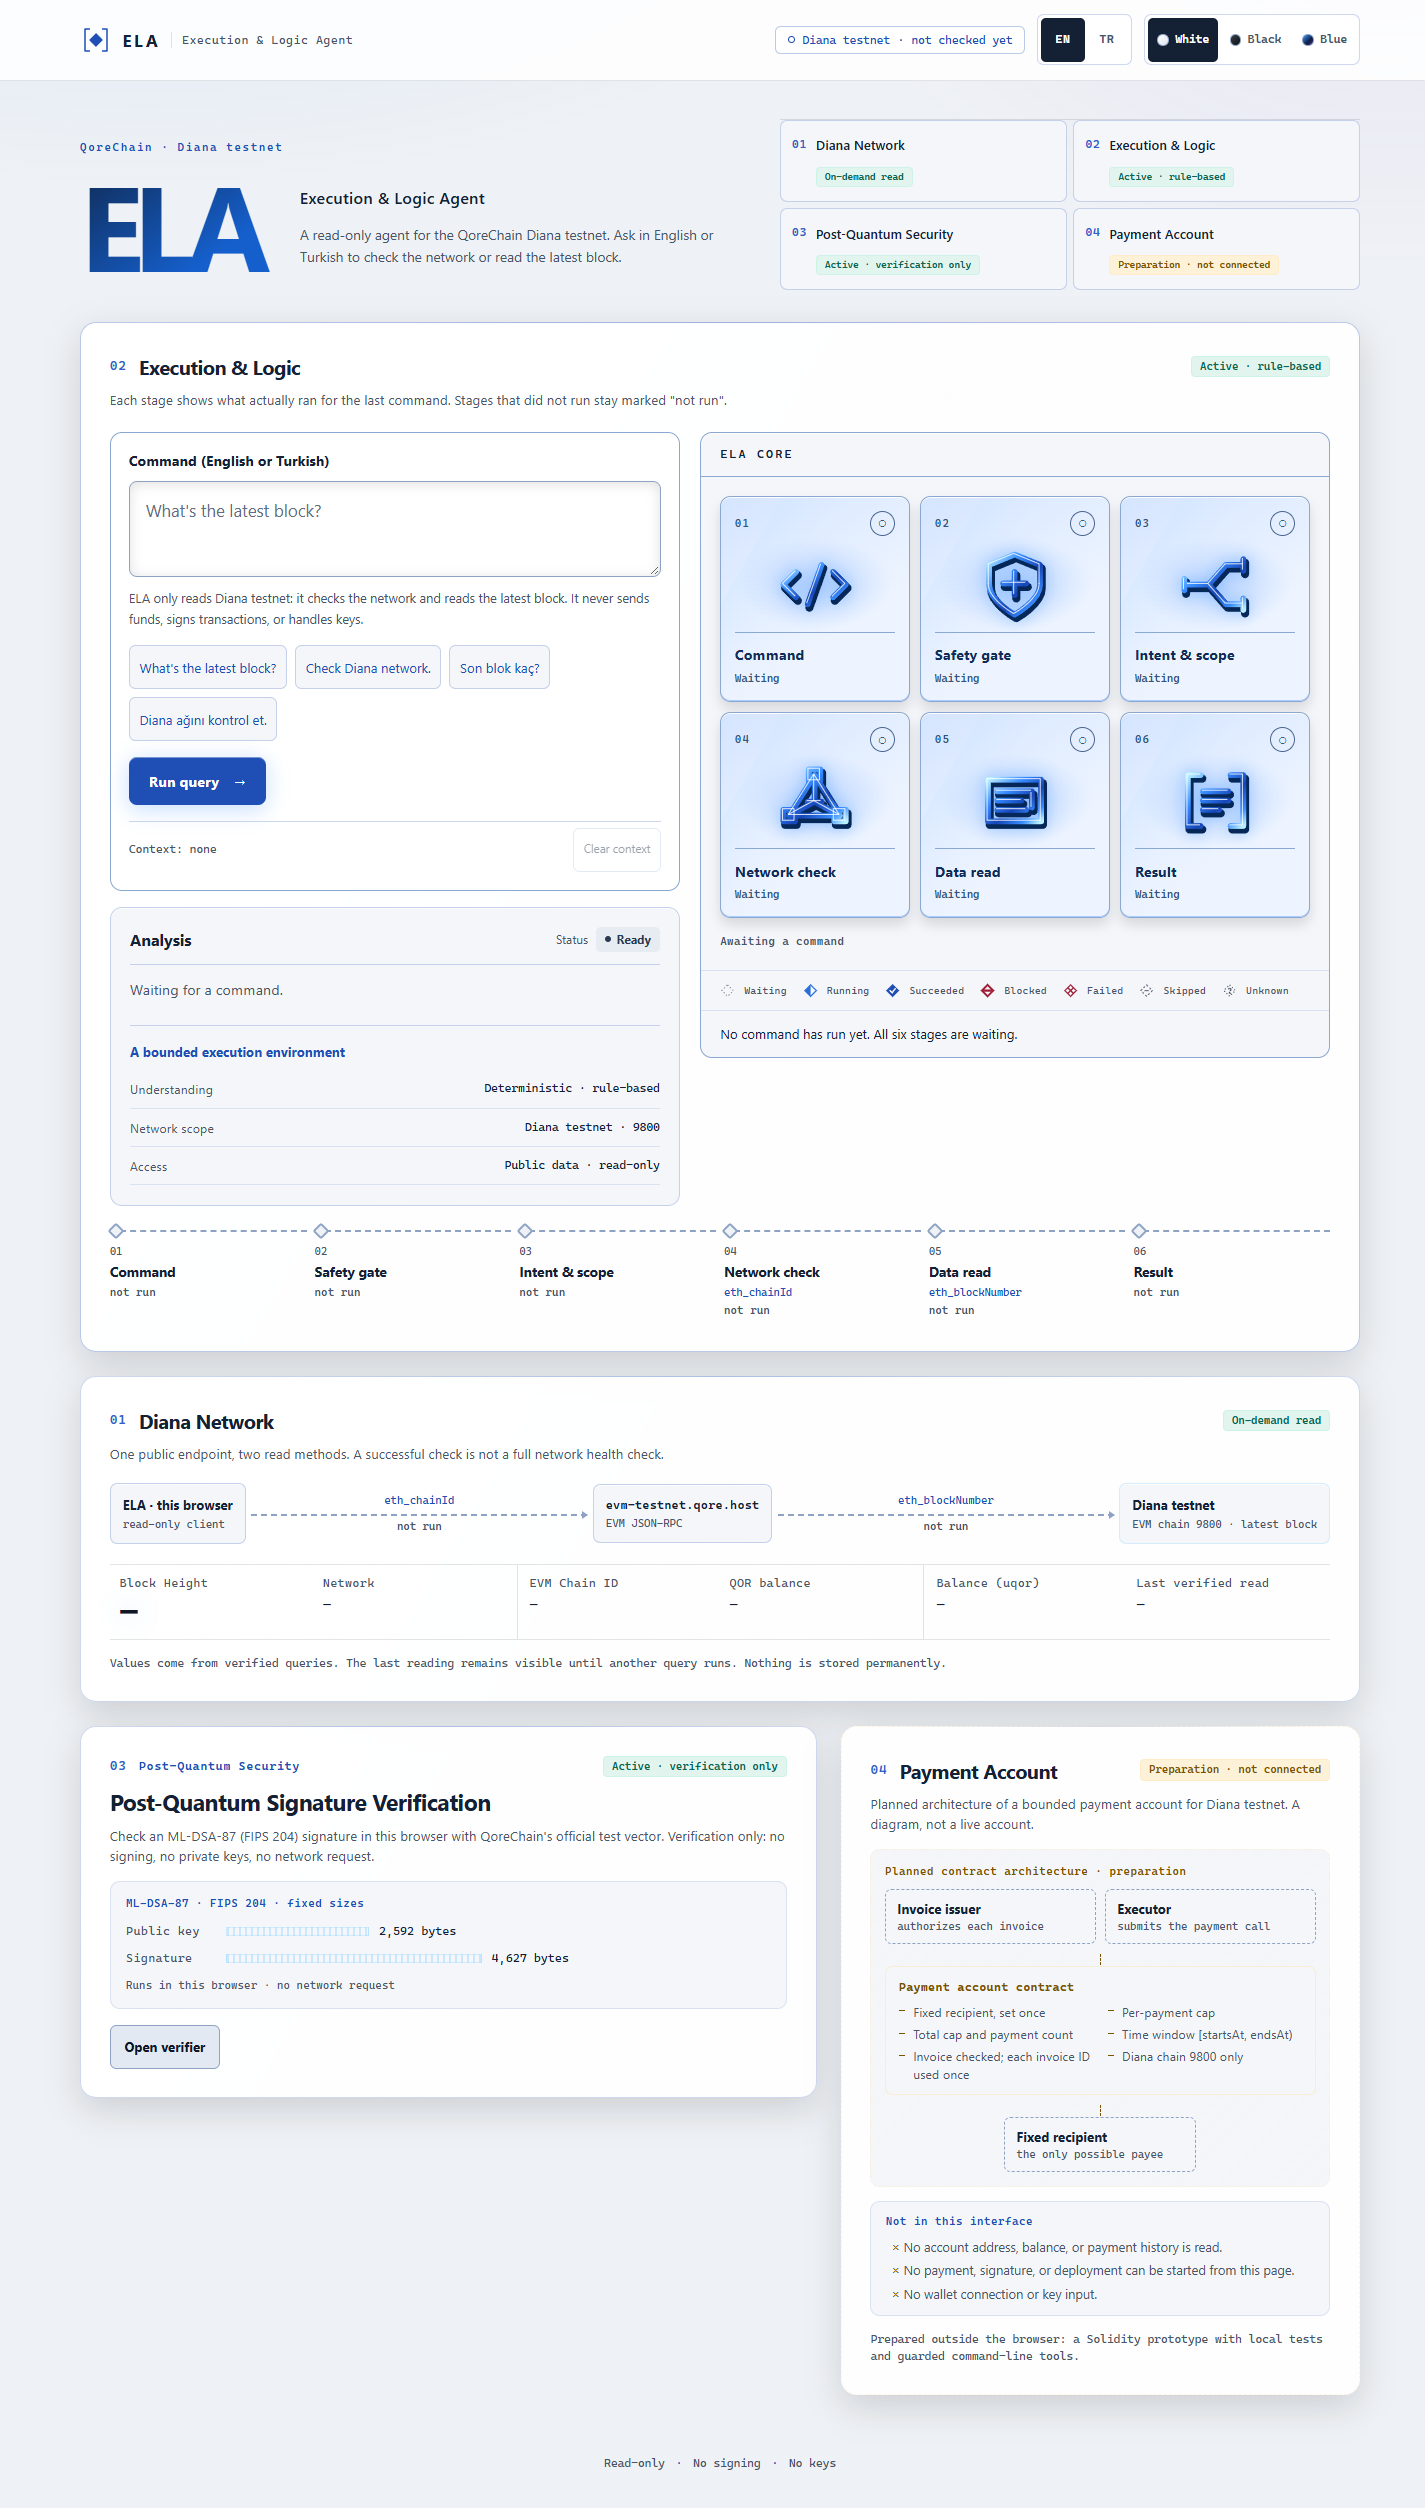 ELA
Execution & Logic Agent
Diana testnet · not checked yet
EN
TR
White
Black
Blue
QoreChain · Diana testnet
ELA
Execution & Logic Agent
A read-only agent for the QoreChain Diana testnet. Ask in English or
Turkish to check the network or read the latest block.
01 Diana Network
On-demand read
02 Execution & Logic
Active · rule-based
03 Post-Quantum Security
Active · verification only
04 Payment Account
Preparation · not connected
02 Execution & Logic
Active · rule-based
Each stage shows what actually ran for the last command. Stages that did not run stay marked "not run".
Command (English or Turkish)
What's the latest block?
ELA only reads Diana testnet: it checks the network and reads the latest block. It never sends
funds, signs transactions, or handles keys.
What's the latest block?
Check Diana network.
Son blok kaç?
Diana ağını kontrol et.
Run query →
Context: none
Clear context
Analysis
Status
Ready
Waiting for a command.
A bounded execution environment
Understanding
Deterministic · rule-based
Network scope
Diana testnet · 9800
Access
Public data · read-only
ELA CORE
01
Command
Waiting
02
Safety gate
Waiting
03
Intent & scope
Waiting
04
Network check
Waiting
05
Data read
Waiting
06
Result
Waiting
Awaiting a command
Waiting
Running
Succeeded
Blocked
Failed
Skipped
Unknown
No command has run yet. All six stages are waiting.
01
Command
not run
02
Safety gate
not run
03
Intent & scope
not run
04
Network check
eth_chainId
not run
05
Data read
eth_blockNumber
not run
06
Result
not run
01 Diana Network
On-demand read
One public endpoint, two read methods. A successful check is not a full network health check.
ELA · this browser
read-only client
eth_chainId
not run
evm-testnet.qore.host
EVM JSON-RPC
eth_blockNumber
not run
Diana testnet
EVM chain 9800 · latest block
Block Height
—
Network
—
EVM Chain ID
—
QOR balance
—
Balance (uqor)
—
Last verified read
—
Values come from verified queries. The last reading remains visible until another query runs. Nothing is stored permanently.
03 Post-Quantum Security
Active · verification only
Post-Quantum Signature Verification
Check an ML-DSA-87 (FIPS 204) signature in this browser with QoreChain's official test vector. Verification only: no
signing, no private keys, no network request.
ML-DSA-87 · FIPS 204 · fixed sizes
Public key
2,592 bytes
Signature
4,627 bytes
Runs in this browser · no network request
Open verifier
04 Payment Account
Preparation · not connected
Planned architecture of a bounded payment account for Diana testnet. A
diagram, not a live account.
Planned contract architecture · preparation
Invoice issuer
authorizes each invoice
Executor
submits the payment call
Payment account contract
– Fixed recipient, set once
– Per-payment cap
– Total cap and payment count
– Time window [startsAt, endsAt)
– Invoice checked; each invoice ID
used once
– Diana chain 9800 only
Fixed recipient
the only possible payee
Not in this interface
× No account address, balance, or payment history is read.
× No payment, signature, or deployment can be started from this page.
× No wallet connection or key input.
Prepared outside the browser: a Solidity prototype with local tests
and guarded command-line tools.
Read-only · No signing · No keys